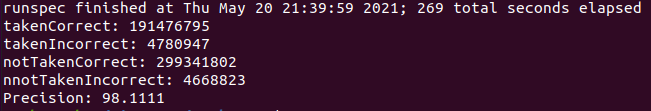 runspec finished at Thu May 20 21:39:59 2021; 269 total seconds elapsed
takenCorrect: 191476795
takenIncorrect: 4780947
notTakenCorrect: 299341802
nnotTakenIncorrect: 4668823
Precision: 98.1111